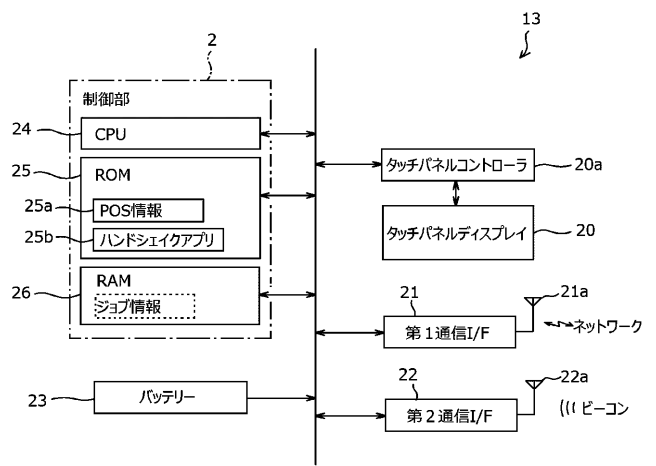 13
2
制御部
24
CPU
25
ROM
25a
POS情報
25b
ハンドシェイクアプリ
26
RAM
ジョブ情報
23
バッテリー
タッチパネルコントローラ
20a
タッチパネルディスプレイ
20
21
第1通信I/F
21a
ネットワーク
22
第2通信I/F
22a
ビーコン